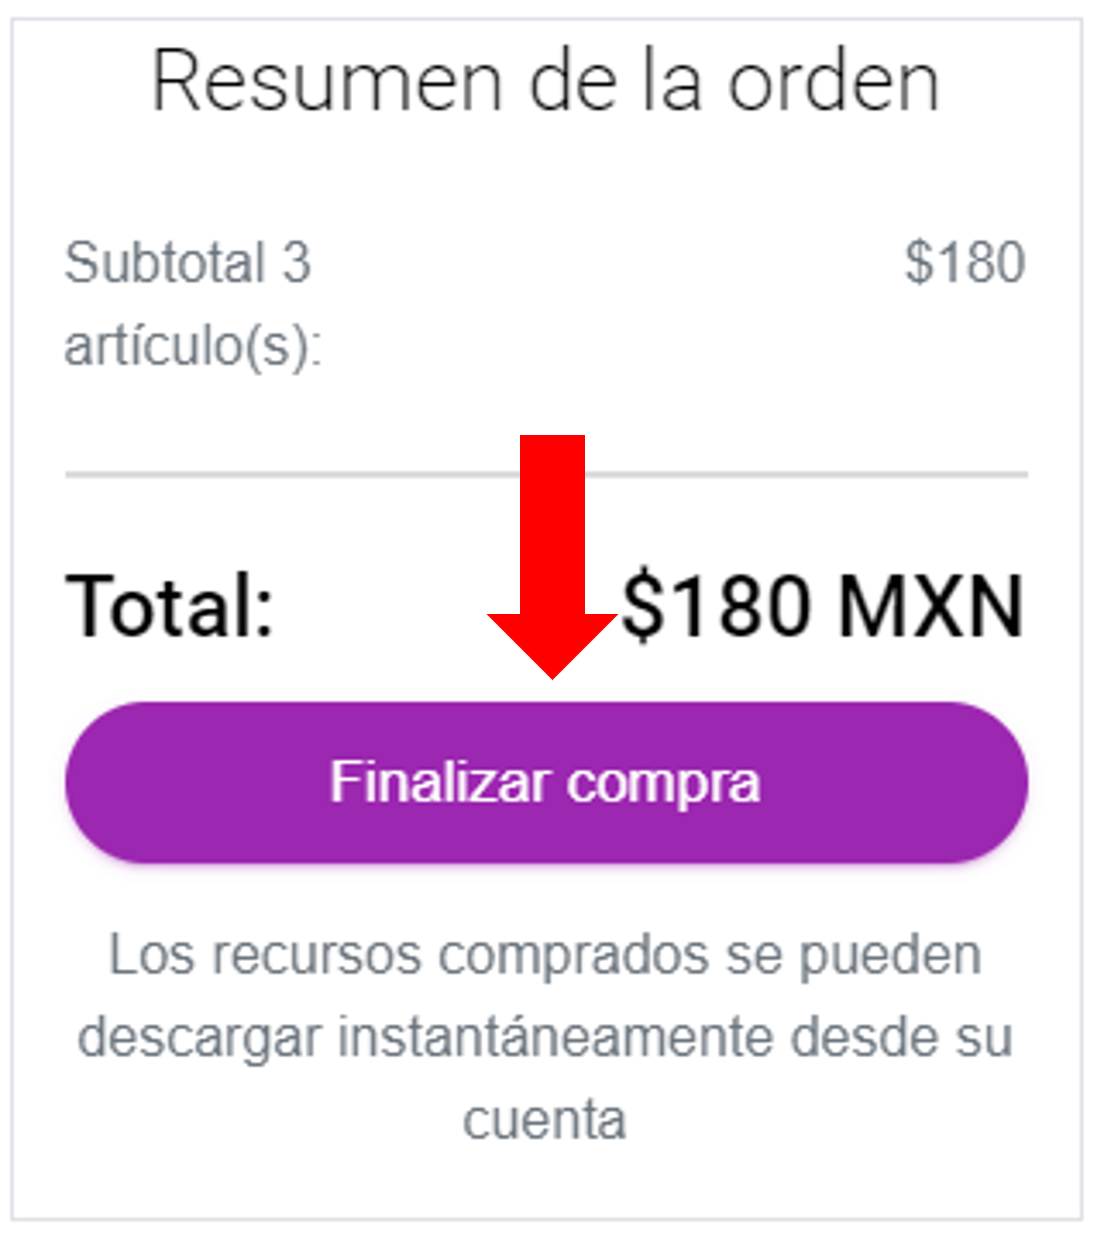 Resumen de la orden
Subtotal 3 $180
artículo(s):
Total: $180 MXN
Finalizar compra
Los recursos comprados se pueden
descargar instantáneamente desde su
cuenta